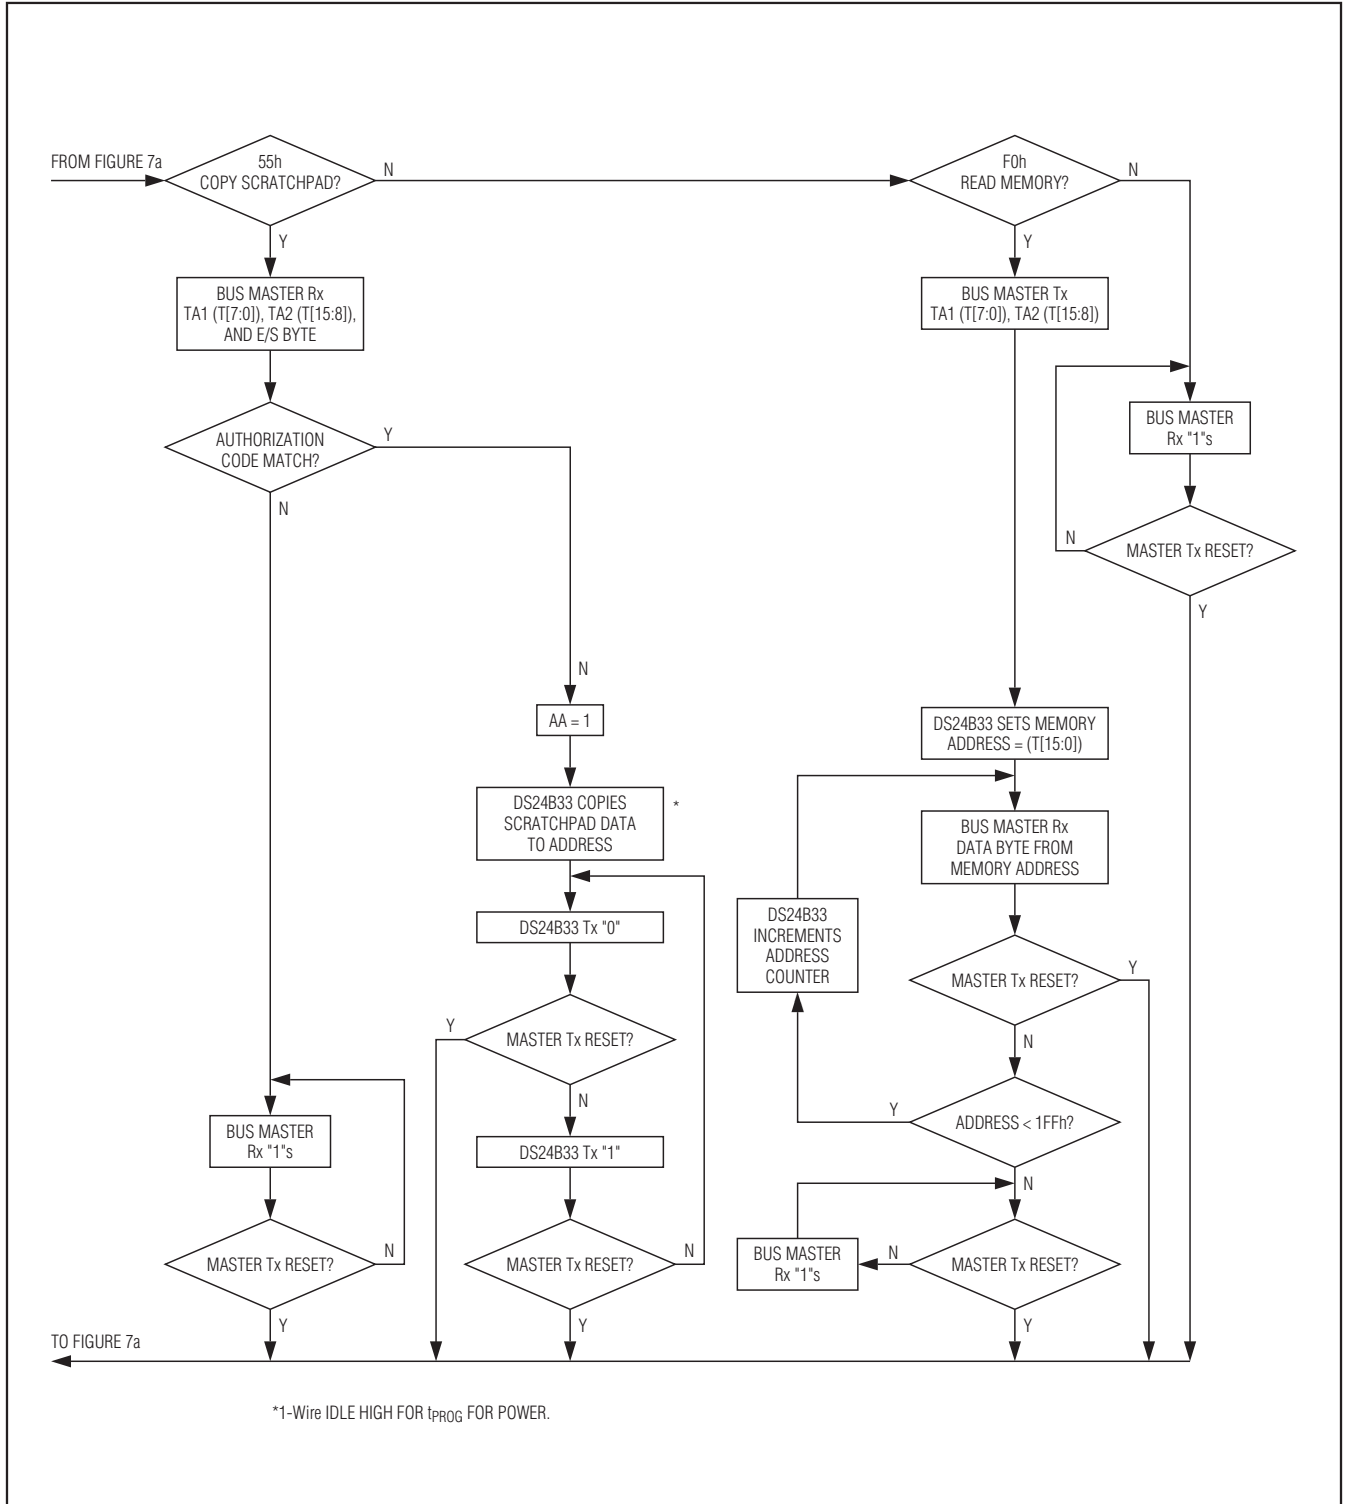 FROM FIGURE 7a
55h
COPY SCRATCHPAD?
N
Y
F0h
READ MEMORY?
N
Y
BUS MASTER Rx
TA1 (T[7:0]), TA2 (T[15:8]),
AND E/S BYTE
BUS MASTER Tx
TA1 (T[7:0]), TA2 (T[15:8])
AUTHORIZATION
CODE MATCH?
Y
N
BUS MASTER
Rx "1"s
MASTER Tx RESET?
N
Y
N
AA = 1
DS24B33 COPIES
SCRATCHPAD DATA
TO ADDRESS
*
DS24B33 Tx "0"
MASTER Tx RESET?
Y
N
DS24B33 Tx "1"
MASTER Tx RESET?
N
Y
DS24B33 SETS MEMORY
ADDRESS = (T[15:0])
BUS MASTER Rx
DATA BYTE FROM
MEMORY ADDRESS
DS24B33
INCREMENTS
ADDRESS
COUNTER
MASTER Tx RESET?
Y
N
ADDRESS < 1FFh?
Y
N
BUS MASTER
Rx "1"s
N
MASTER Tx RESET?
Y
BUS MASTER
Rx "1"s
MASTER Tx RESET?
N
Y
TO FIGURE 7a
*1-Wire IDLE HIGH FOR tPROG FOR POWER.